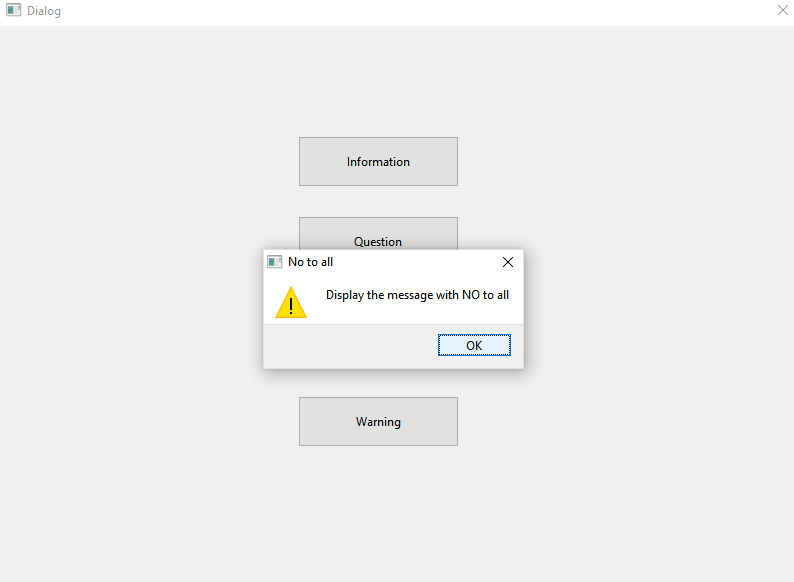 Dialog
Information
Question
No to all
Display the message with NO to all
OK
Warning